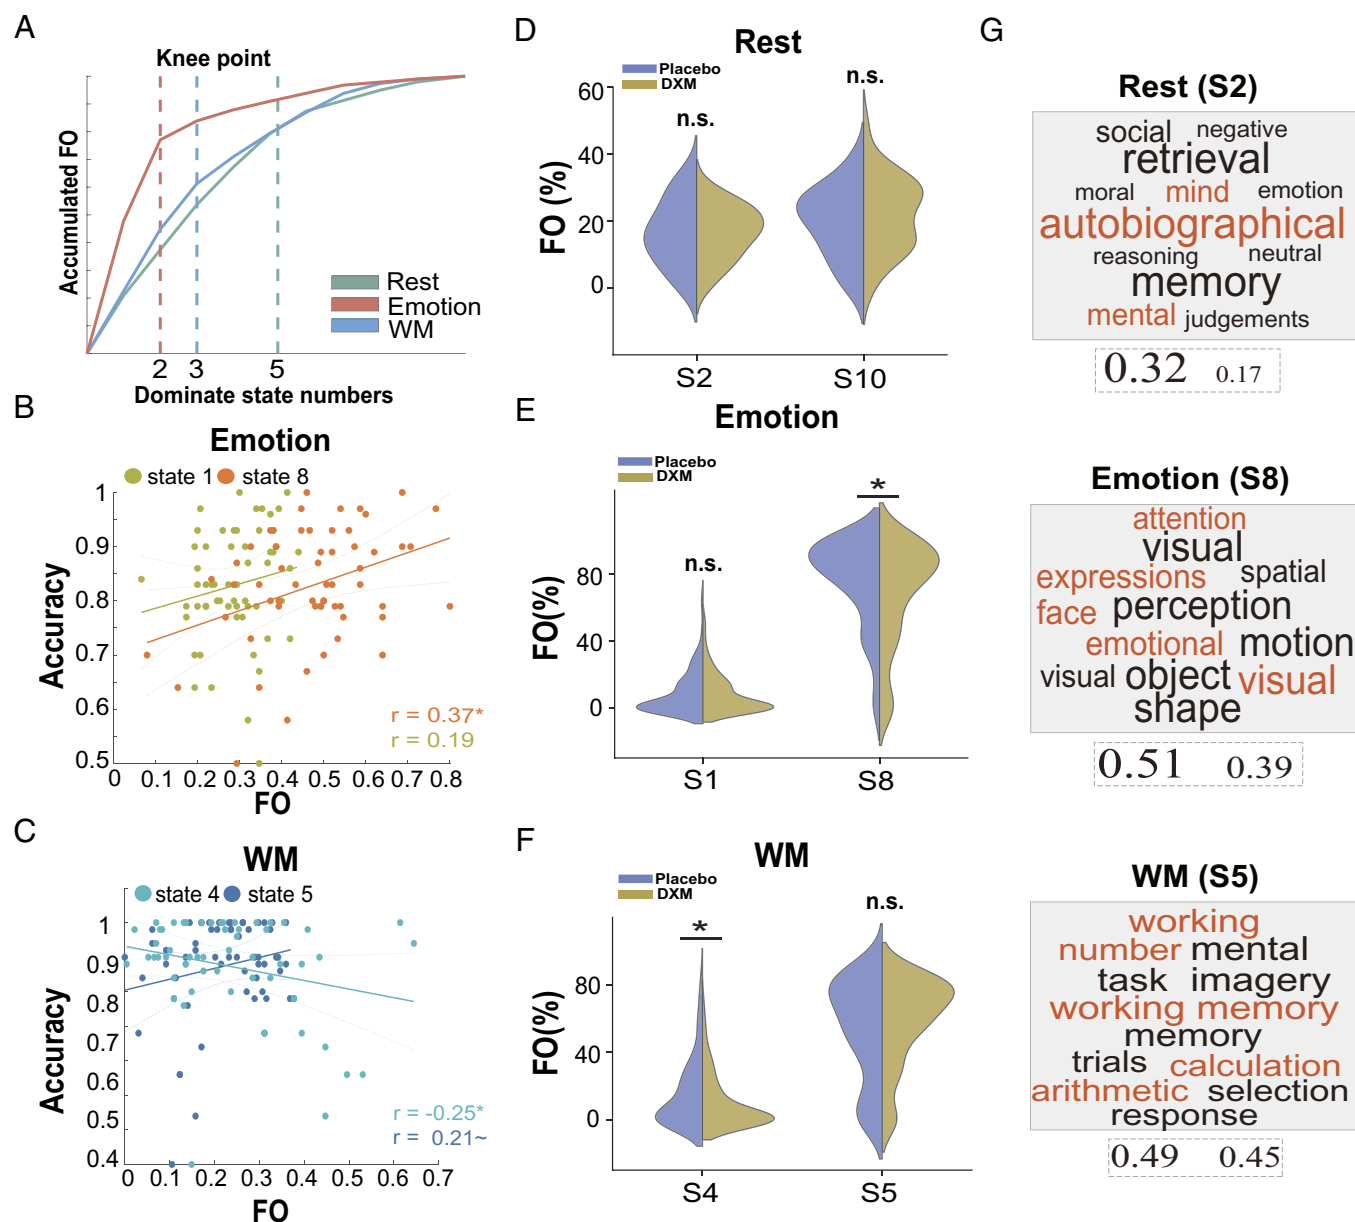 A
Knee point
Accumulated FO
Rest
Emotion
WM
2 3 5
Dominate state numbers
B
Emotion
state 1 state 8
Accuracy
1
0.9
0.8
0.7
0.6
0.5
r = 0.37*
r = 0.19
0 0.1 0.2 0.3 0.4 0.5 0.6 0.7 0.8
FO
C
WM
state 4 state 5
Accuracy
1
0.9
0.8
0.7
0.6
0.5
0.4
r = -0.25*
r = 0.21~
0 0.1 0.2 0.3 0.4 0.5 0.6 0.7
FO
D
Rest
Placebo
DXM
FO (%)
60
40
20
0
n.s.
n.s.
S2 S10
E
Emotion
Placebo
DXM
FO(%)
80
40
0
n.s.
*
S1 S8
F
WM
Placebo
DXM
FO(%)
80
40
0
*
n.s.
S4 S5
G
Rest (S2)
social negative
retrieval
moral mind emotion
autobiographical
reasoning neutral
memory
mental judgements
0.32 0.17
Emotion (S8)
attention
visual
expressions spatial
face perception
emotional motion
visual object visual
shape
0.51 0.39
WM (S5)
working
number mental
task imagery
working memory
memory
trials calculation
arithmetic selection
response
0.49 0.45